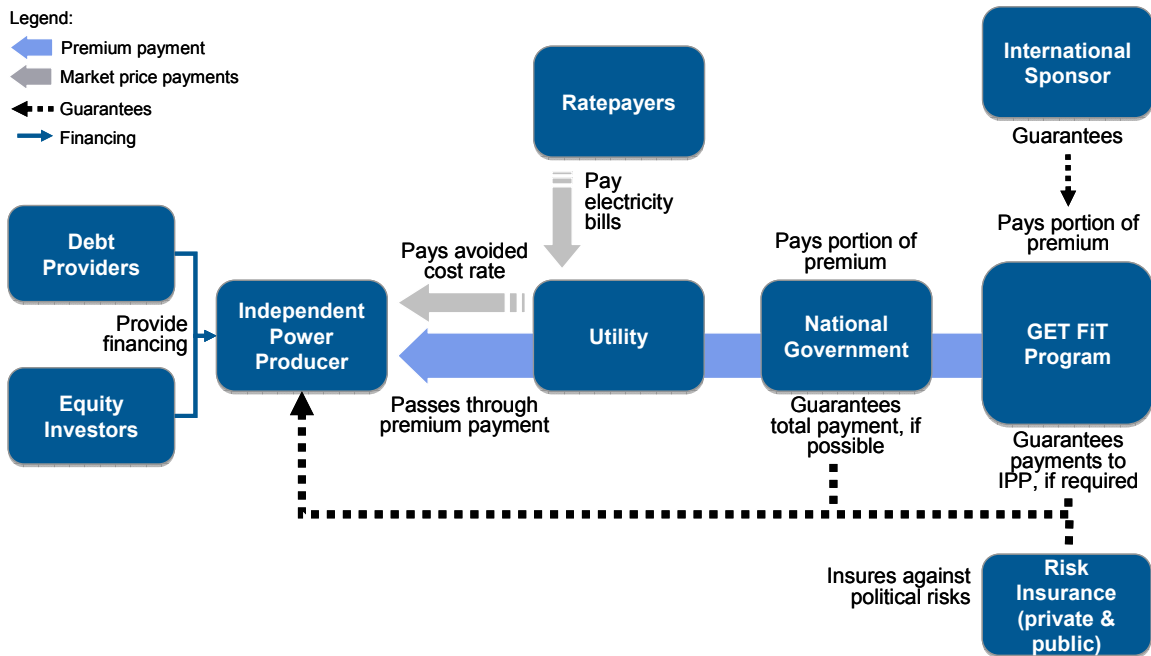 Legend:
Premium payment
Market price payments
Guarantees
Financing
International
Sponsor
Ratepayers
Guarantees
Pay
electricity
bills
Pays portion of
premium
Pays portion of
premium
Debt
Providers
Pays avoided
cost rate
Provide
financing
Independent
Power
Producer
Utility
National
Government
GET FiT
Program
Equity
Investors
Passes through
premium payment
Guarantees
total payment, if
possible
Guarantees
payments to
IPP, if required
Insures against
political risks
Risk
Insurance
(private &
public)